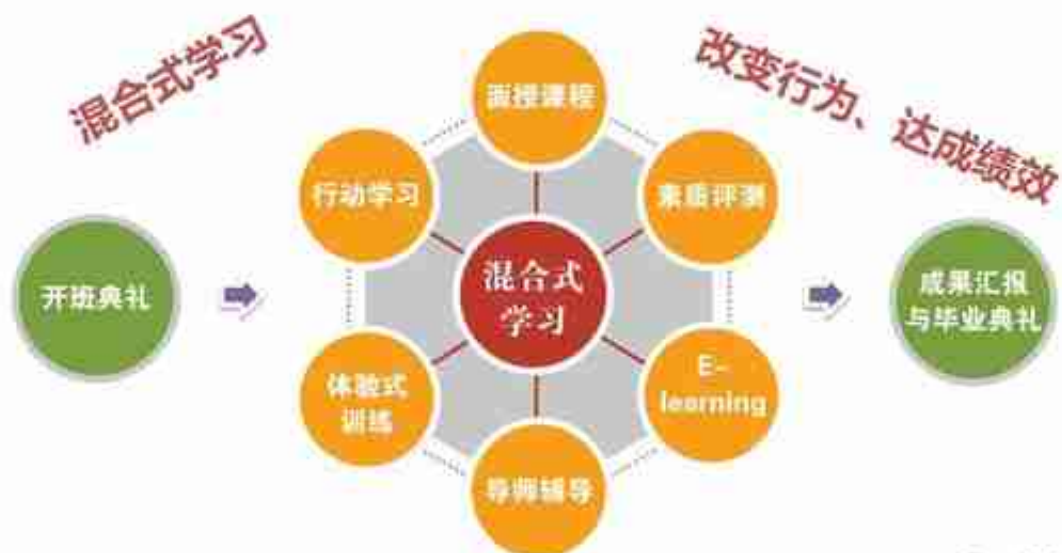 混合式学习
改变行为、达成绩效
面授课程
行动学习
素质评测
开班典礼
混合式
学习
成果汇报
与毕业典礼
体验式
训练
E-
learning
导师辅导